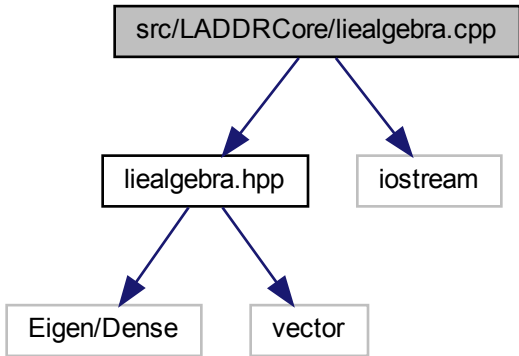 src/LADDRCore/liealgebra.cpp
liealgebra.hpp
iostream
Eigen/Dense
vector